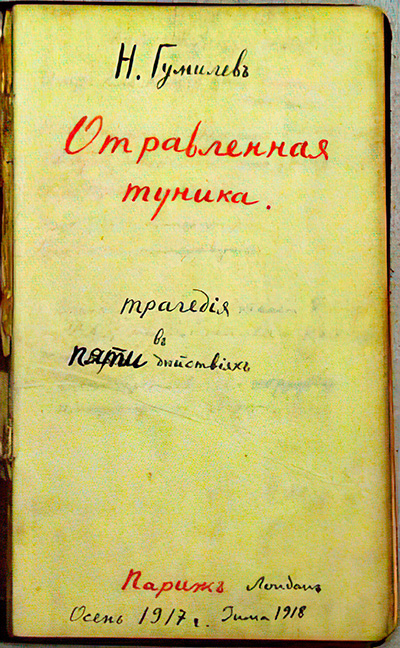 Н. Гумилевъ
Отравленная
туника.
трагедія
въ
пяти дѣйствіяхъ
Парижъ Лондонъ
Осень 1917 г. Зима 1918